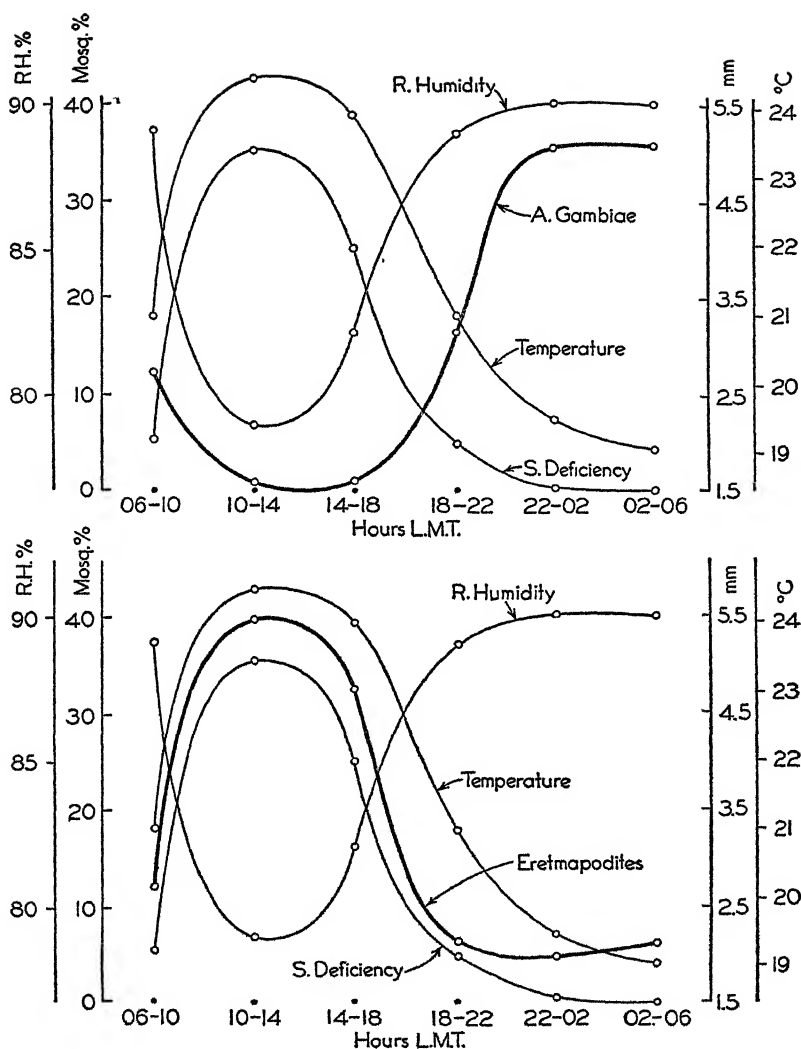 R.H.%
Mosq.%
mm
°C
90
40
5.5
24
R. Humidity
23
30
4.5
A. Gambiae
85
22
20
3.5
21
Temperature
80
10
2.5
20
S. Deficiency
19
0
1.5
06-10 10-14 14-18 18-22 22-02 02-06
Hours L.M.T.
R.H.%
Mosq.%
mm
°C
R. Humidity
90
40
5.5
24
30
4.5
23
85
22
Temperature
20
3.5
21
Eretmapodites
80
10
2.5
20
S. Deficiency
19
0
1.5
06-10 10-14 14-18 18-22 22-02 02-06
Hours L.M.T.